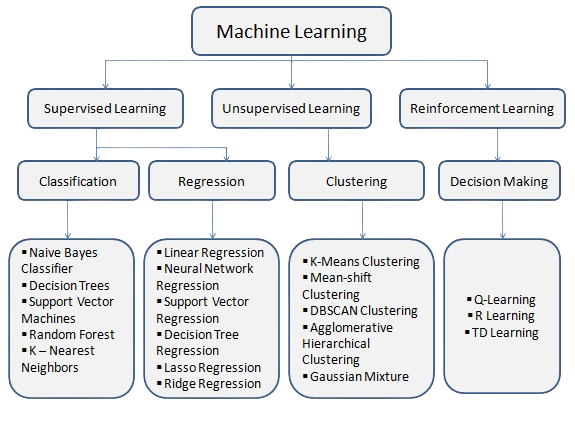 Machine Learning
Supervised Learning
Unsupervised Learning
Reinforcement Learning
Classification
Regression
Clustering
Decision Making
▪ Naive Bayes
Classifier
▪ Decision Trees
▪ Support Vector
Machines
▪ Random Forest
▪ K – Nearest
Neighbors
▪ Linear Regression
▪ Neural Network
Regression
▪ Support Vector
Regression
▪ Decision Tree
Regression
▪ Lasso Regression
▪ Ridge Regression
▪ K-Means Clustering
▪ Mean-shift
Clustering
▪ DBSCAN Clustering
▪ Agglomerative
Hierarchical
Clustering
▪ Gaussian Mixture
▪ Q-Learning
▪ R Learning
▪ TD Learning